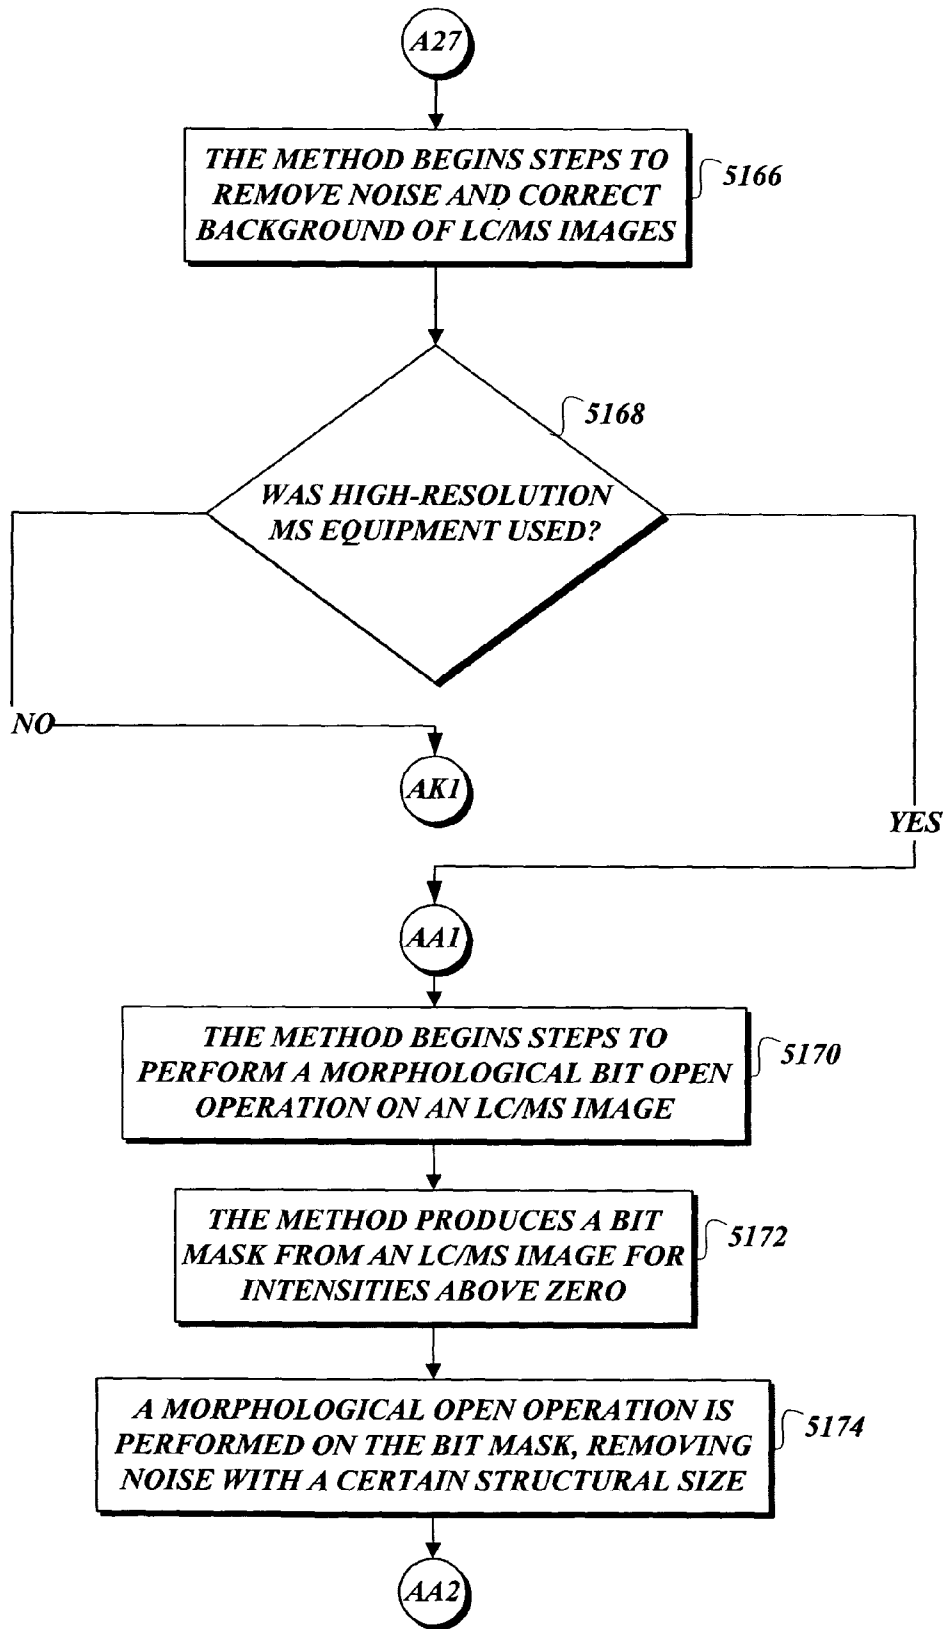 A27
THE METHOD BEGINS STEPS TO
REMOVE NOISE AND CORRECT
BACKGROUND OF LC/MS IMAGES
5166
5168
WAS HIGH-RESOLUTION
MS EQUIPMENT USED?
NO
AK1
YES
AA1
THE METHOD BEGINS STEPS TO
PERFORM A MORPHOLOGICAL BIT OPEN
OPERATION ON AN LC/MS IMAGE
5170
THE METHOD PRODUCES A BIT
MASK FROM AN LC/MS IMAGE FOR
INTENSITIES ABOVE ZERO
5172
A MORPHOLOGICAL OPEN OPERATION IS
PERFORMED ON THE BIT MASK, REMOVING
NOISE WITH A CERTAIN STRUCTURAL SIZE
5174
AA2